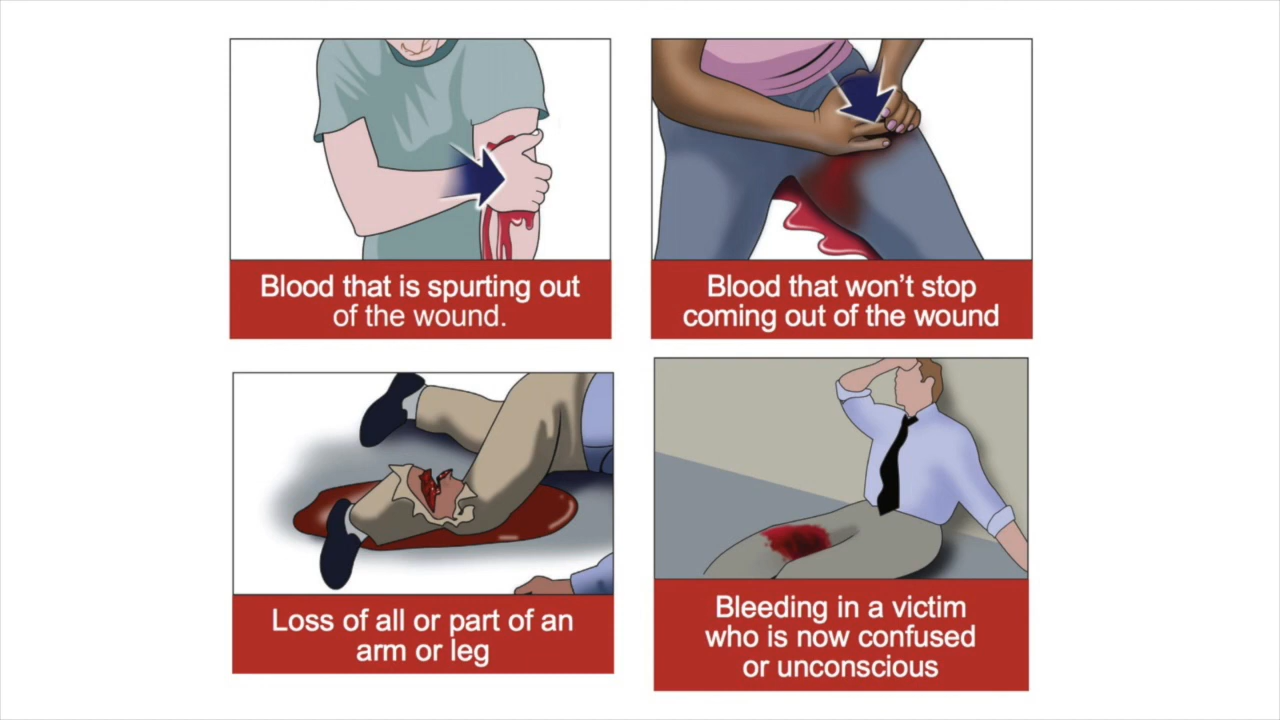 Blood that is spurting out
of the wound.
Blood that won't stop
coming out of the wound
Loss of all or part of an
arm or leg
Bleeding in a victim
who is now confused
or unconscious